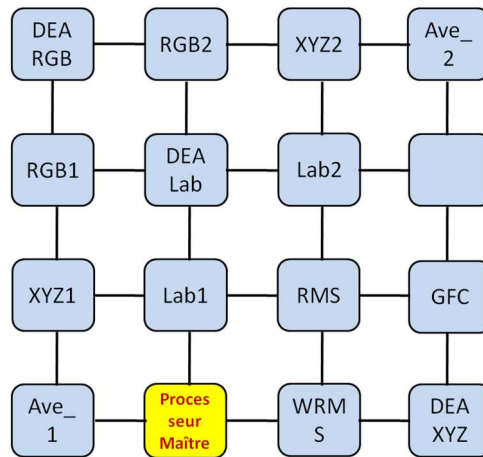 DEA
RGB
RGB2
XYZ2
Ave_
2
RGB1
DEA
Lab
Lab2
XYZ1
Lab1
RMS
GFC
Ave_
1
Proces
seur
Maître
WRM
S
DEA
XYZ